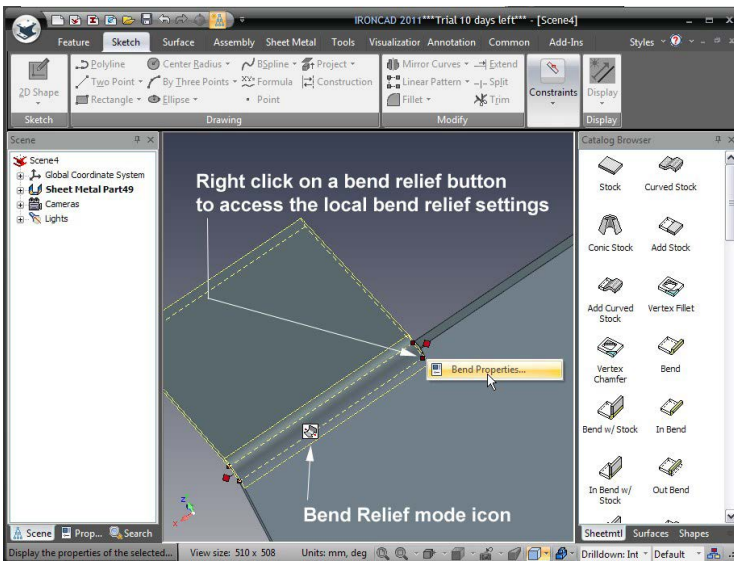 IRONCAD 2011***Trial 10 days left*** - [Scene4]
Feature Sketch Surface Assembly Sheet Metal Tools Visualization Annotation Common Add-Ins Styles
2D Shape
Polyline Center Radius BSpline Project
Two Point By Three Points Formula Construction
Rectangle Ellipse Point
Mirror Curves Extend
Linear Pattern Split
Fillet Trim
Constraints
Display
Sketch Drawing Modify Display
Scene
Scene4
Global Coordinate System
Sheet Metal Part49
Cameras
Lights
Right click on a bend relief button
to access the local bend relief settings
Bend Properties...
Bend Relief mode icon
z
x
Catalog Browser
Stock Curved Stock
Conic Stock Add Stock
Add Curved Stock Vertex Fillet
Vertex Chamfer Bend
Bend w/ Stock In Bend
In Bend w/ Stock Out Bend
Scene Prop... Search
Sheetmtl Surfaces Shapes
Display the properties of the selected... View size: 510 x 508 Units: mm, deg Drilldown: Int Default